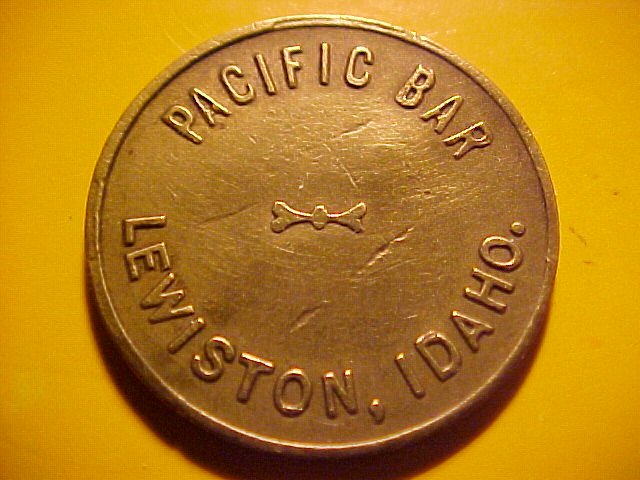 PACIFIC BAR
LEWISTON, IDAHO.